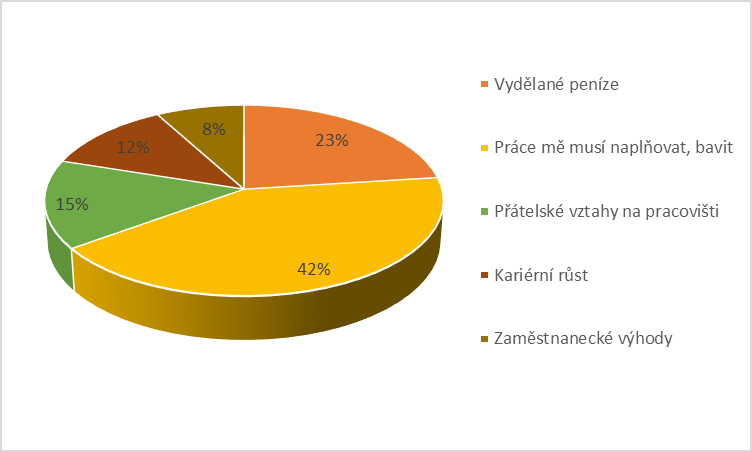 23%
42%
15%
12%
8%
Vydělané peníze
Práce mě musí naplňovat, bavit
Přátelské vztahy na pracovišti
Kariérní růst
Zaměstnanecké výhody